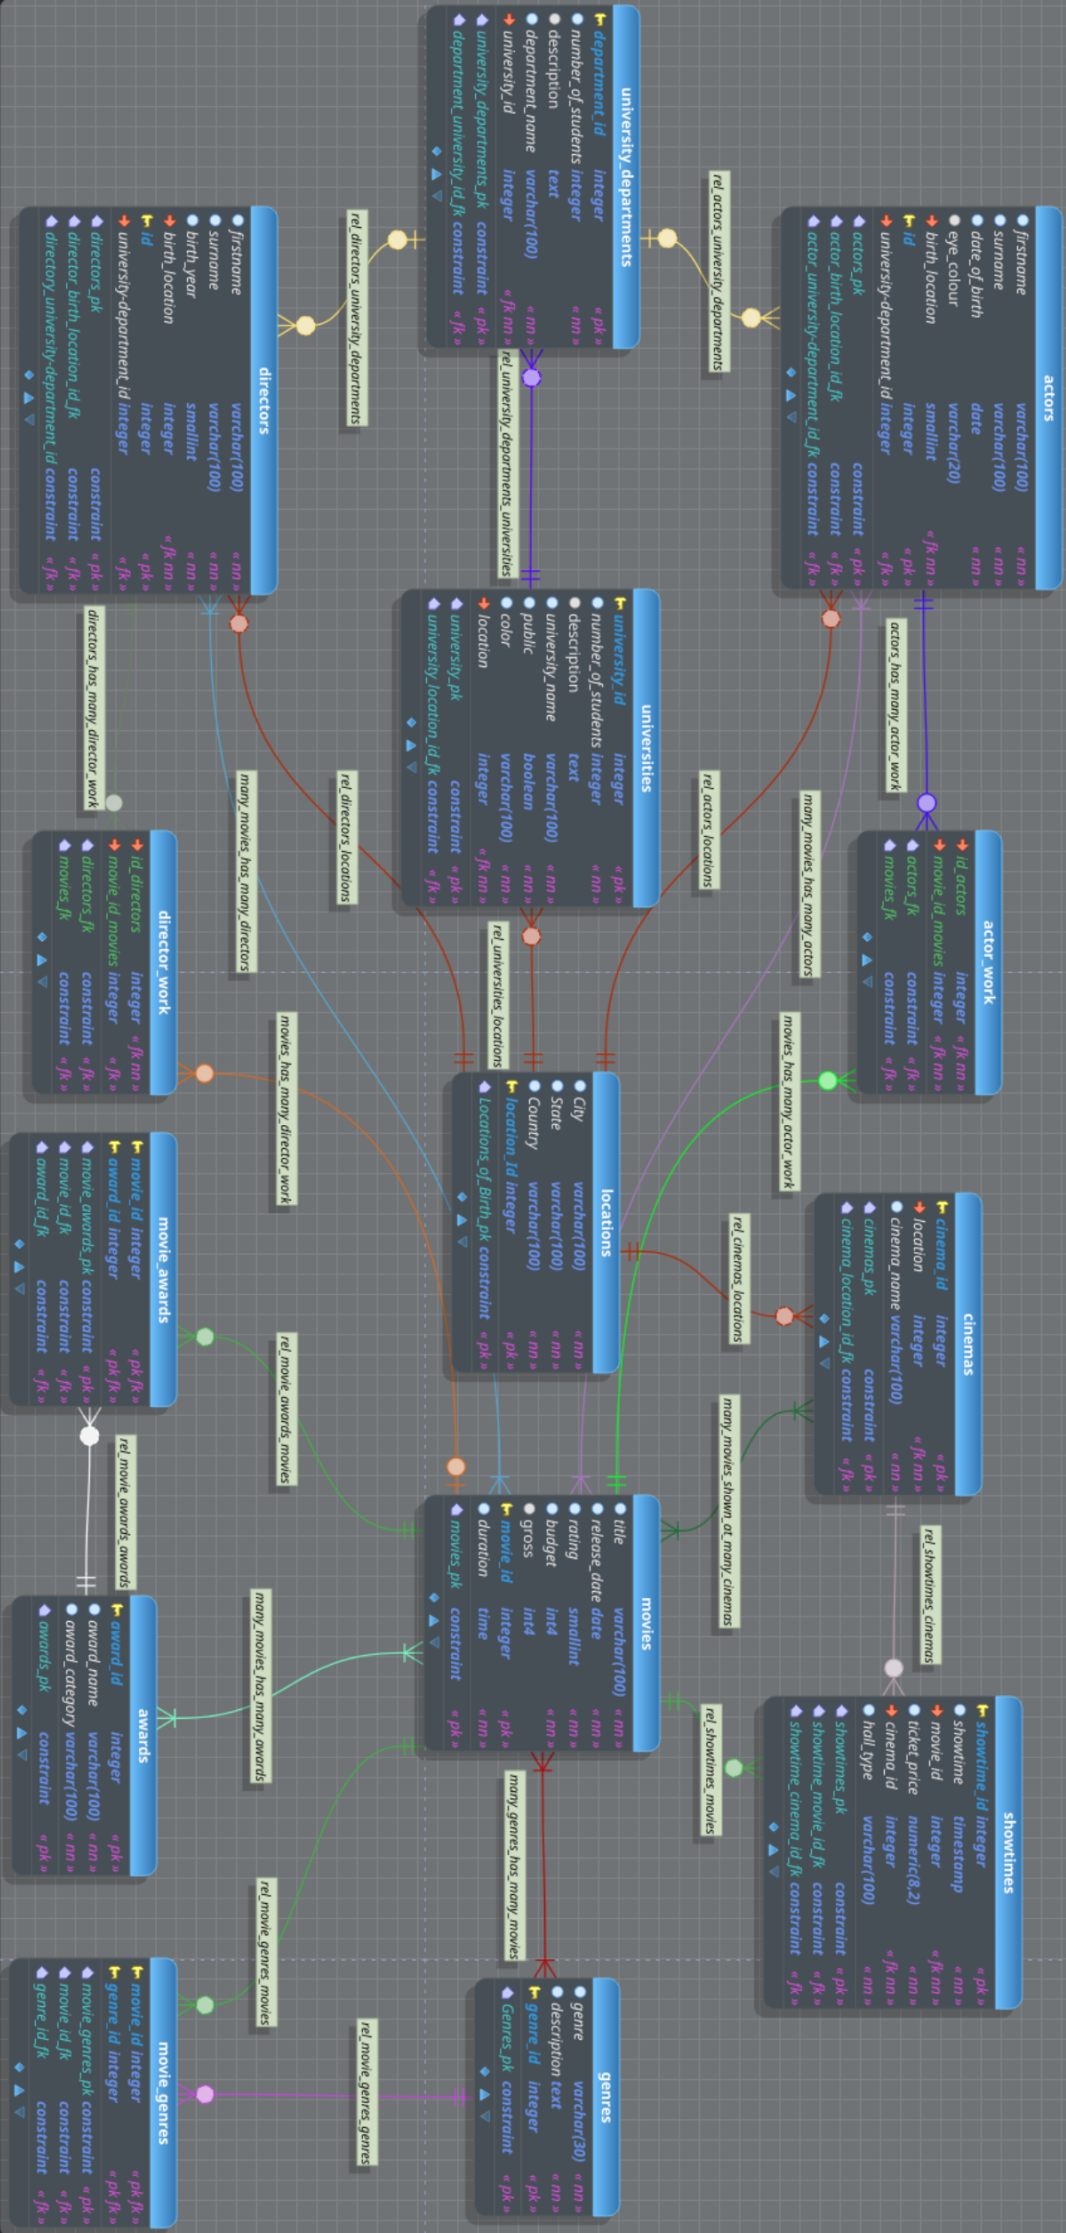 actors
firstname varchar(100) « nn »
surname varchar(100) « nn »
date_of_birth date « nn »
eye_colour varchar(20)
birth_location smallint « fk nn »
id integer « pk »
university-department_id integer « fk »
actors_pk constraint « pk »
actor_birth_location_id_fk constraint « fk »
actor_university-department_id_fk constraint « fk »
actors_has_many_actor_work
actor_work
id_actors integer « fk nn »
movie_id_movies integer « fk nn »
actors_fk constraint « fk »
movies_fk constraint « fk »
cinemas
cinema_id integer « pk »
location integer « fk nn »
cinema_name varchar(100) « nn »
cinemas_pk constraint « pk »
cinema_location_id_fk constraint « fk »
rel_showtimes_cinemas
showtimes
showtime_id integer « pk »
showtime timestamp « nn »
movie_id integer « fk nn »
ticket_price numeric(8,2) « nn »
cinema_id integer « fk nn »
hall_type varchar(100) « nn »
showtimes_pk constraint « pk »
showtime_movie_id_fk constraint « fk »
showtime_cinema_id_fk constraint « fk »
rel_actors_university_departments
rel_actors_locations
many_movies_has_many_actors
movies_has_many_actor_work
rel_cinemas_locations
many_movies_shown_at_many_cinemas
rel_showtimes_movies
university_departments
department_id integer « pk »
number_of_students integer « nn »
description text
department_name varchar(100) « nn »
university_id integer « fk nn »
university_departments_pk constraint « pk »
department_university_id_fk constraint « fk »
rel_university_departments_universities
universities
university_id integer « pk »
number_of_students integer « nn »
description text
university_name varchar(100) « nn »
public boolean « nn »
color varchar(100) « nn »
location integer « fk nn »
university_pk constraint « pk »
university_location_id_fk constraint « fk »
rel_universities_locations
locations
City varchar(100) « nn »
State varchar(100) « nn »
Country varchar(100) « nn »
location_Id integer « pk »
Locations_of_Birth_pk constraint « pk »
movies
title varchar(100) « nn »
release_date date « nn »
rating smallint « nn »
budget int4 « nn »
gross int4
movie_id integer « pk »
duration time « nn »
movies_pk constraint « pk »
many_genres_has_many_movies
genres
genre varchar(30) « nn »
description text « nn »
genre_id integer « pk »
Genres_pk constraint « pk »
rel_directors_university_departments
rel_directors_locations
many_movies_has_many_directors
movies_has_many_director_work
rel_movie_awards_movies
many_movies_has_many_awards
rel_movie_genres_movies
rel_movie_genres_genres
directors
firstname varchar(100) « nn »
surname varchar(100) « nn »
birth_year smallint « nn »
birth_location integer « fk nn »
id integer « pk »
university-department_id integer « fk »
directors_pk constraint « pk »
director_birth_location_id_fk constraint « fk »
directory_university-department_id constraint « fk »
directors_has_many_director_work
director_work
id_directors integer « fk nn »
movie_id_movies integer « fk »
directors_fk constraint « fk »
movies_fk constraint « fk »
movie_awards
movie_id integer « pk fk »
award_id integer « pk fk »
movie_awards_pk constraint « pk »
movie_id_fk constraint « fk »
award_id_fk constraint « fk »
rel_movie_awards_awards
awards
award_id integer « pk »
award_name varchar(100) « nn »
award_category varchar(100) « nn »
awards_pk constraint « pk »
movie_genres
movie_id integer « pk fk »
genre_id integer « pk fk »
movie_genres_pk constraint « pk »
movie_id_fk constraint « fk »
genre_id_fk constraint « fk »